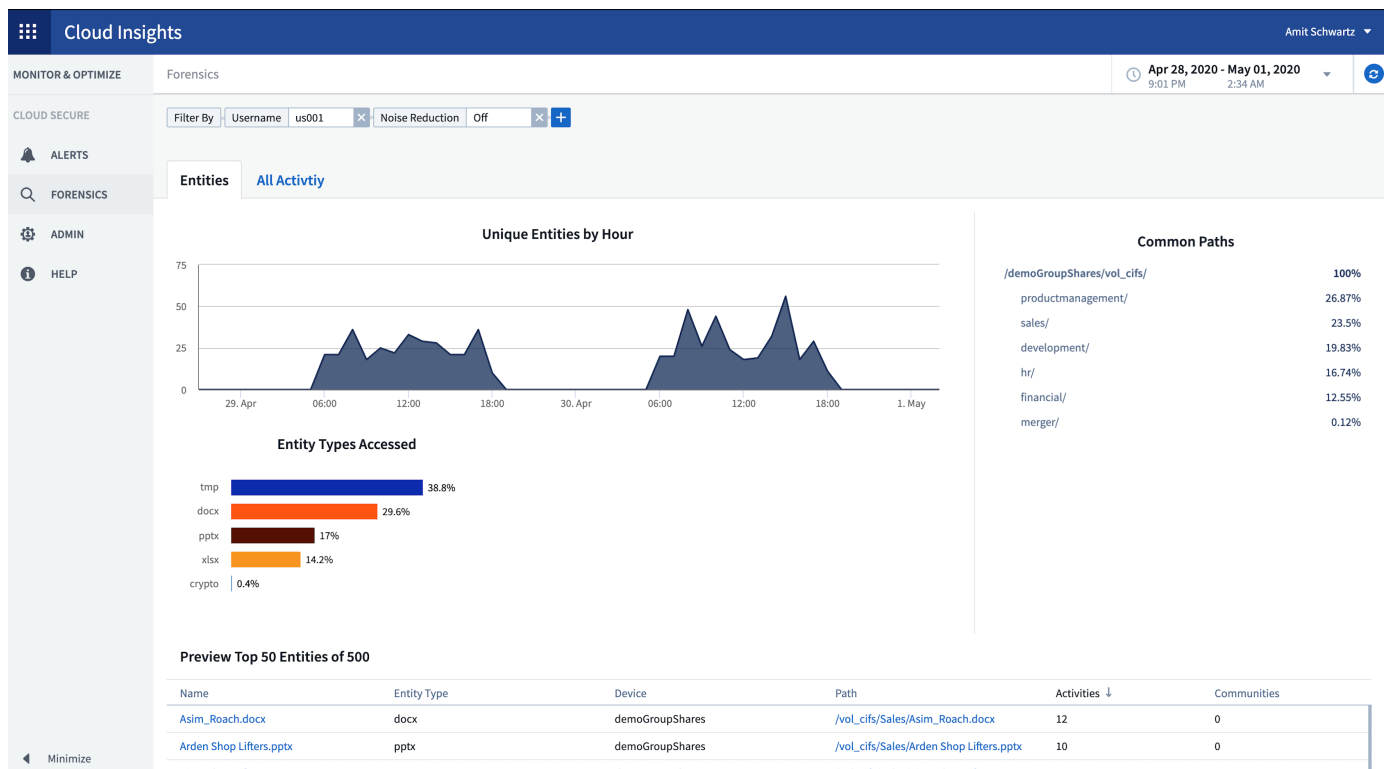 Cloud Insights
Amit Schwartz
MONITOR & OPTIMIZE
Forensics
Apr 28, 2020 - May 01, 2020
9:01 PM 2:34 AM
CLOUD SECURE
Filter By Username us001 Noise Reduction Off
ALERTS
FORENSICS
ADMIN
HELP
Entities All Activtiy
Unique Entities by Hour
75
50
25
0
29. Apr 06:00 12:00 18:00 30. Apr 06:00 12:00 18:00 1. May
Common Paths
/demoGroupShares/vol_cifs/ 100%
productmanagement/ 26.87%
sales/ 23.5%
development/ 19.83%
hr/ 16.74%
financial/ 12.55%
merger/ 0.12%
Entity Types Accessed
tmp 38.8%
docx 29.6%
pptx 17%
xlsx 14.2%
crypto 0.4%
Preview Top 50 Entities of 500
Name Entity Type Device Path Activities ↓ Communities
Asim_Roach.docx docx demoGroupShares /vol_cifs/Sales/Asim_Roach.docx 12 0
Arden Shop Lifters.pptx pptx demoGroupShares /vol_cifs/Sales/Arden Shop Lifters.pptx 10 0
Minimize